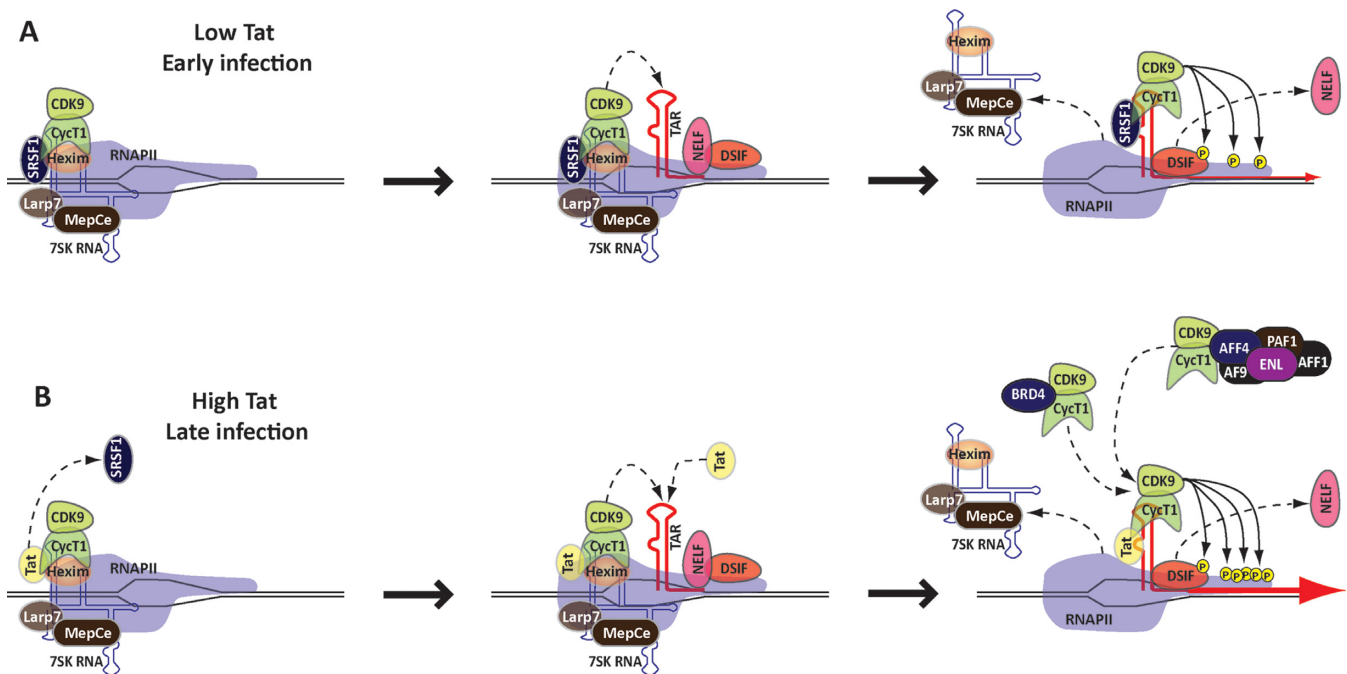 A
Low Tat
Early infection
CDK9
CycT1
SRSF1
Hexim
RNAPII
Larp7
MepCe
7SK RNA
CDK9
CycT1
SRSF1
Hexim
TAR
NELF
DSIF
Larp7
MepCe
7SK RNA
Hexim
Larp7
MepCe
7SK RNA
CDK9
CycT1
SRSF1
NELF
DSIF
P
P
P
RNAPII
B
High Tat
Late infection
SRSF1
CDK9
Tat
CycT1
Hexim
RNAPII
Larp7
MepCe
7SK RNA
Tat
CDK9
Tat
CycT1
Hexim
TAR
NELF
DSIF
Larp7
MepCe
7SK RNA
CDK9
CycT1
AFF4
PAF1
AF9
ENL
AFF1
BRD4
CDK9
CycT1
Hexim
Larp7
MepCe
7SK RNA
CDK9
CycT1
Tat
NELF
DSIF
P
P
P
P
P
P
RNAPII